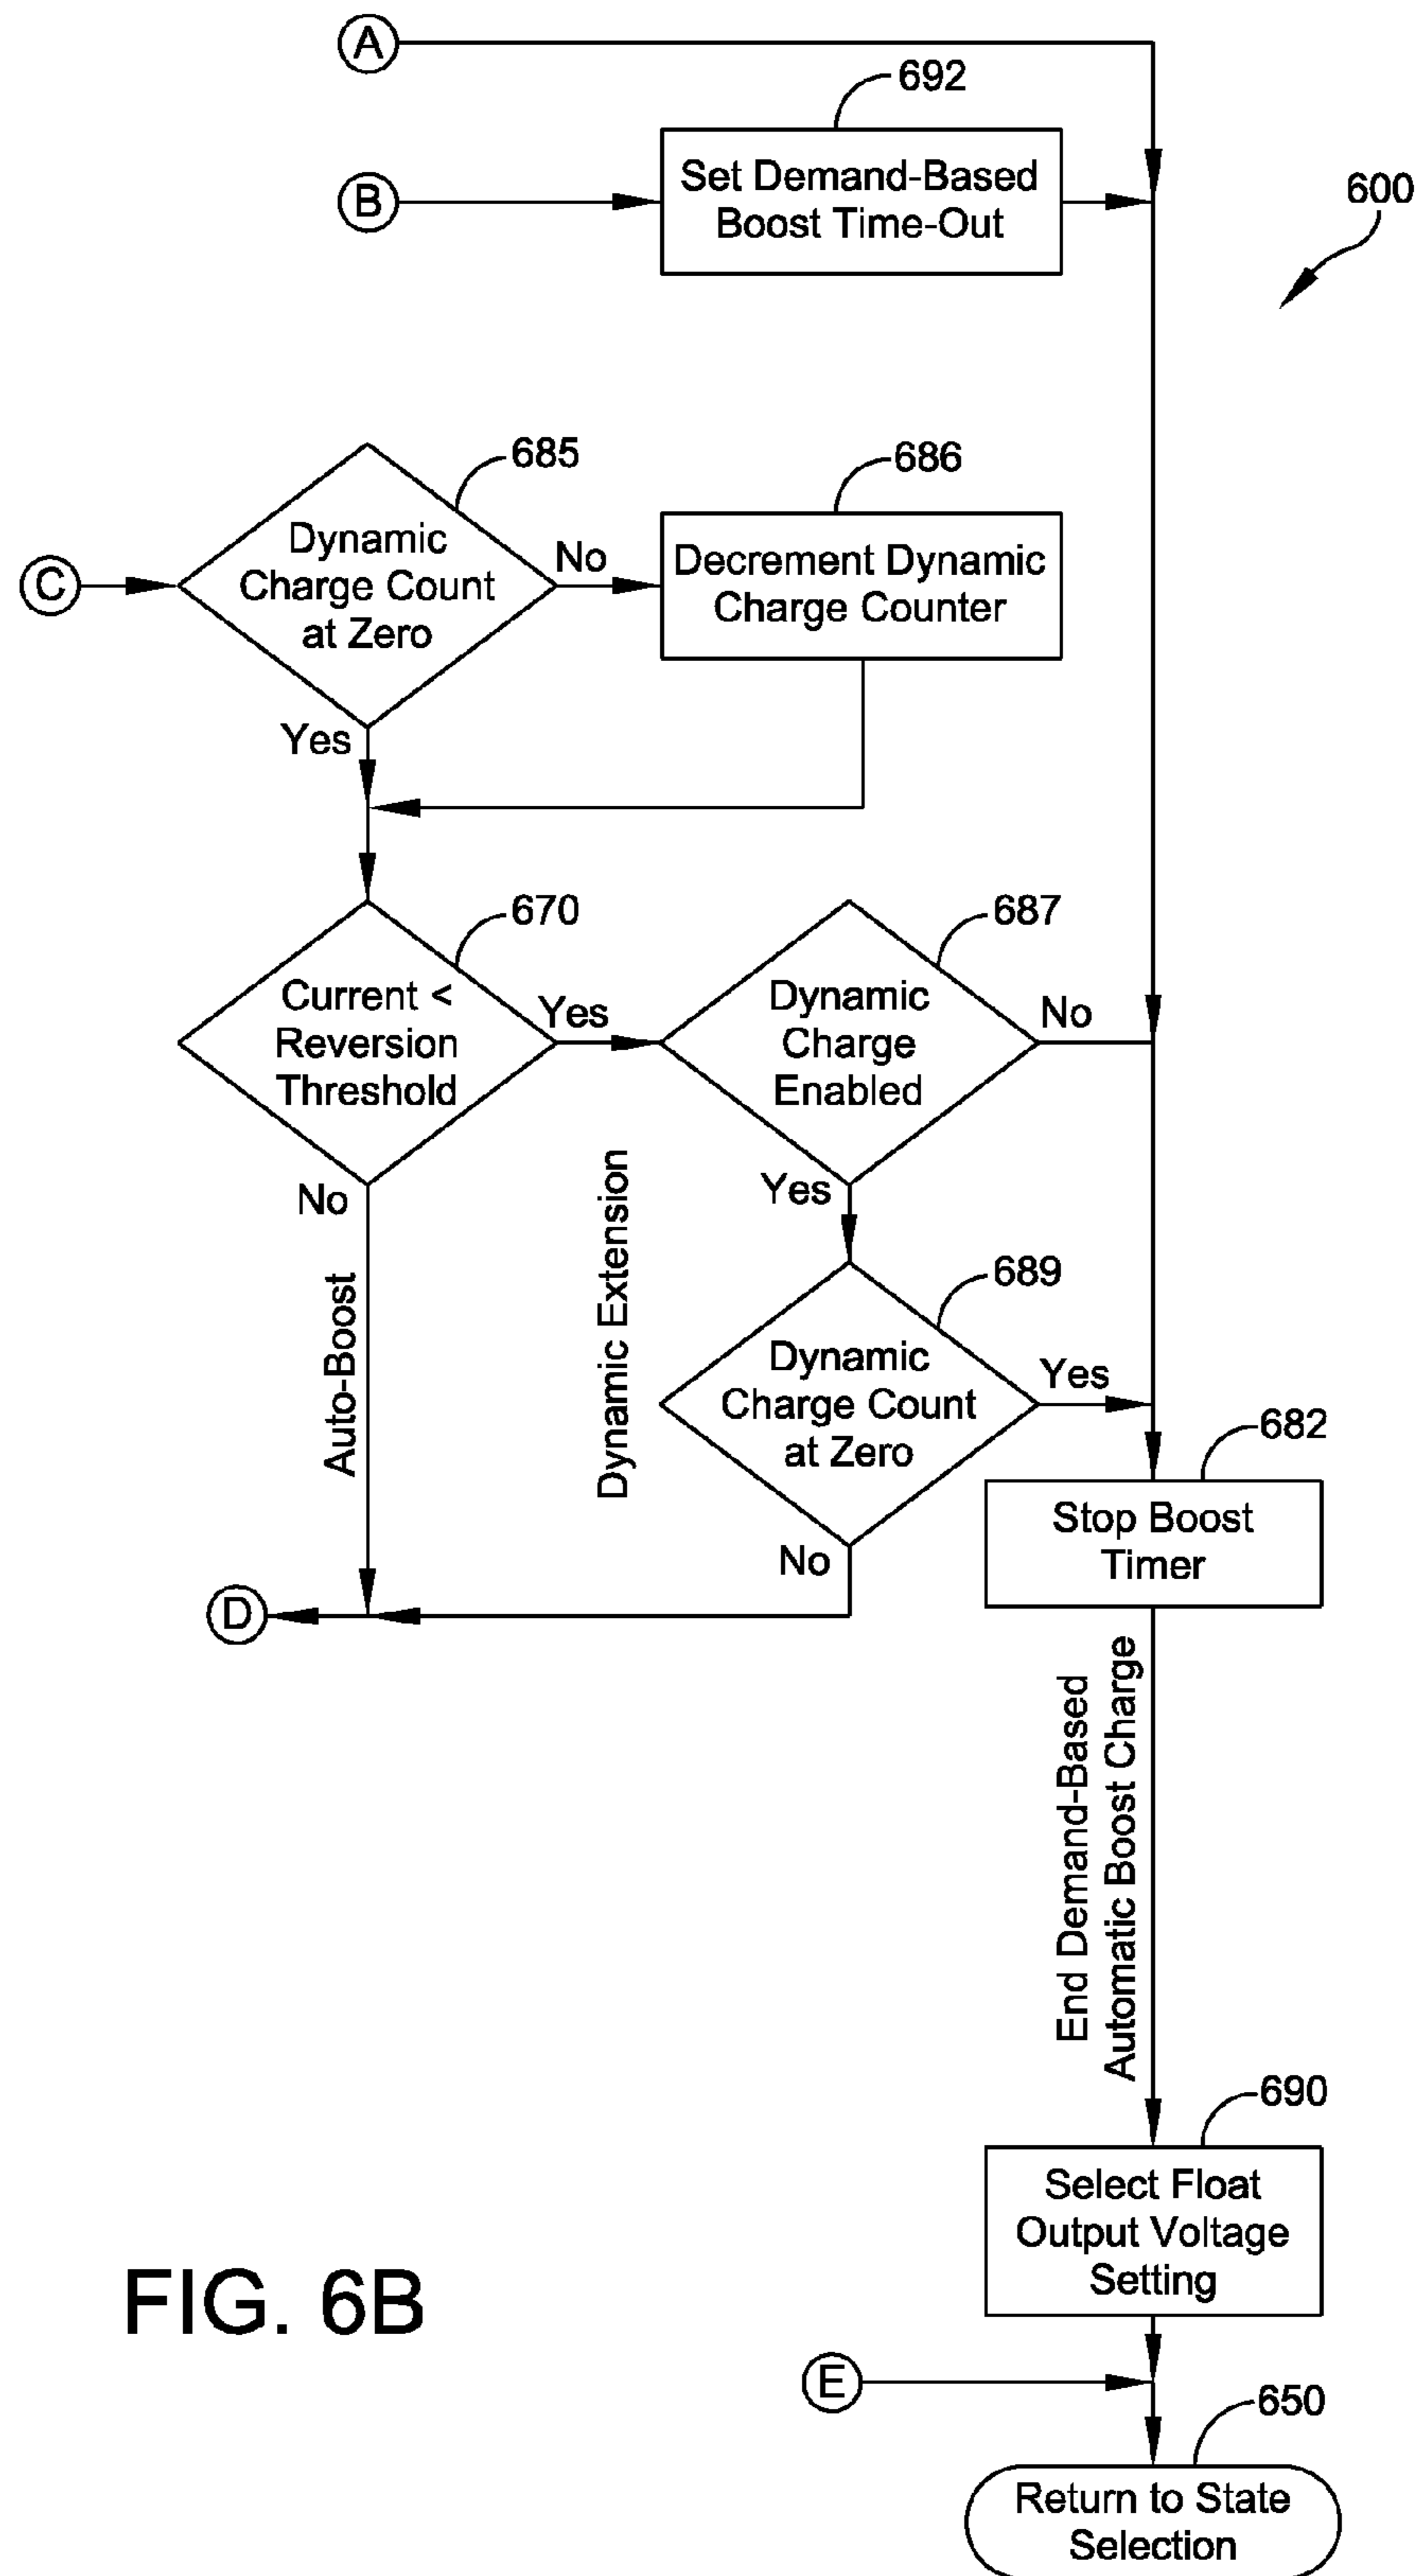 A
692
Set Demand-Based
Boost Time-Out
B
600
685
686
Dynamic
Charge Count
at Zero
No
Decrement Dynamic
Charge Counter
C
Yes
670
687
Current <
Reversion
Threshold
Yes
Dynamic
Charge
Enabled
No
No
Yes
Auto-Boost
Dynamic Extension
689
Dynamic
Charge Count
at Zero
Yes
682
Stop Boost
Timer
No
D
End Demand-Based
Automatic Boost Charge
690
Select Float
Output Voltage
Setting
FIG. 6B
E
650
Return to State
Selection